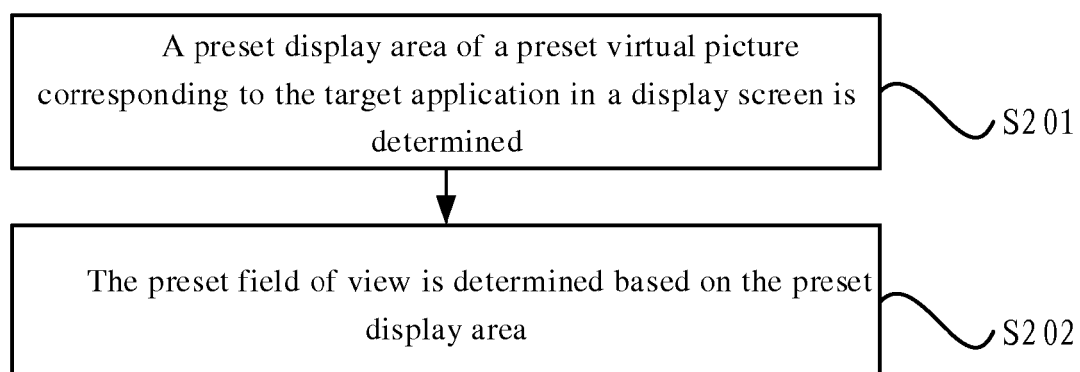 A preset display area of a preset virtual picture
corresponding to the target application in a display screen is
determined
S201
The preset field of view is determined based on the preset
display area
S202